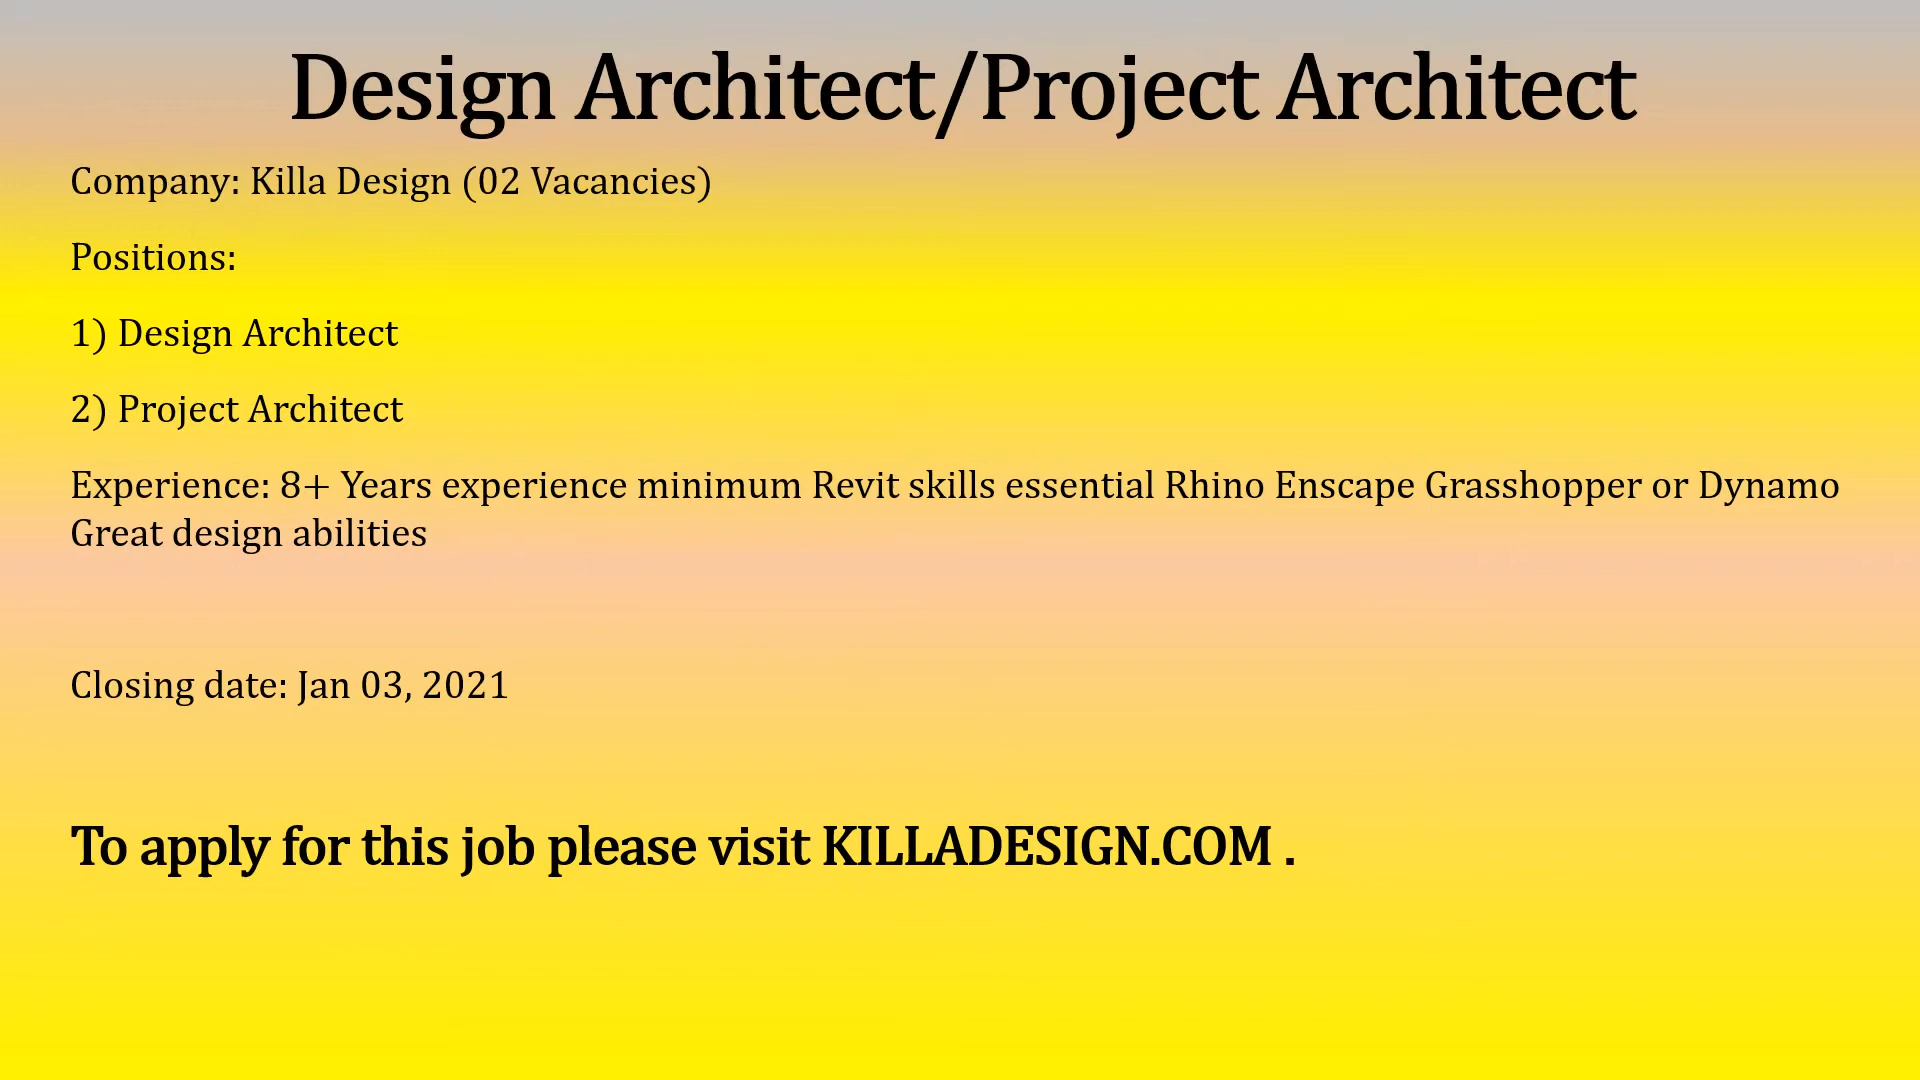 Design Architect/Project Architect
Company: Killa Design (02 Vacancies)
Positions:
1) Design Architect
2) Project Architect
Experience: 8+ Years experience minimum Revit skills essential Rhino Enscape Grasshopper or Dynamo
Great design abilities
Closing date: Jan 03, 2021
To apply for this job please visit KILLADESIGN.COM .